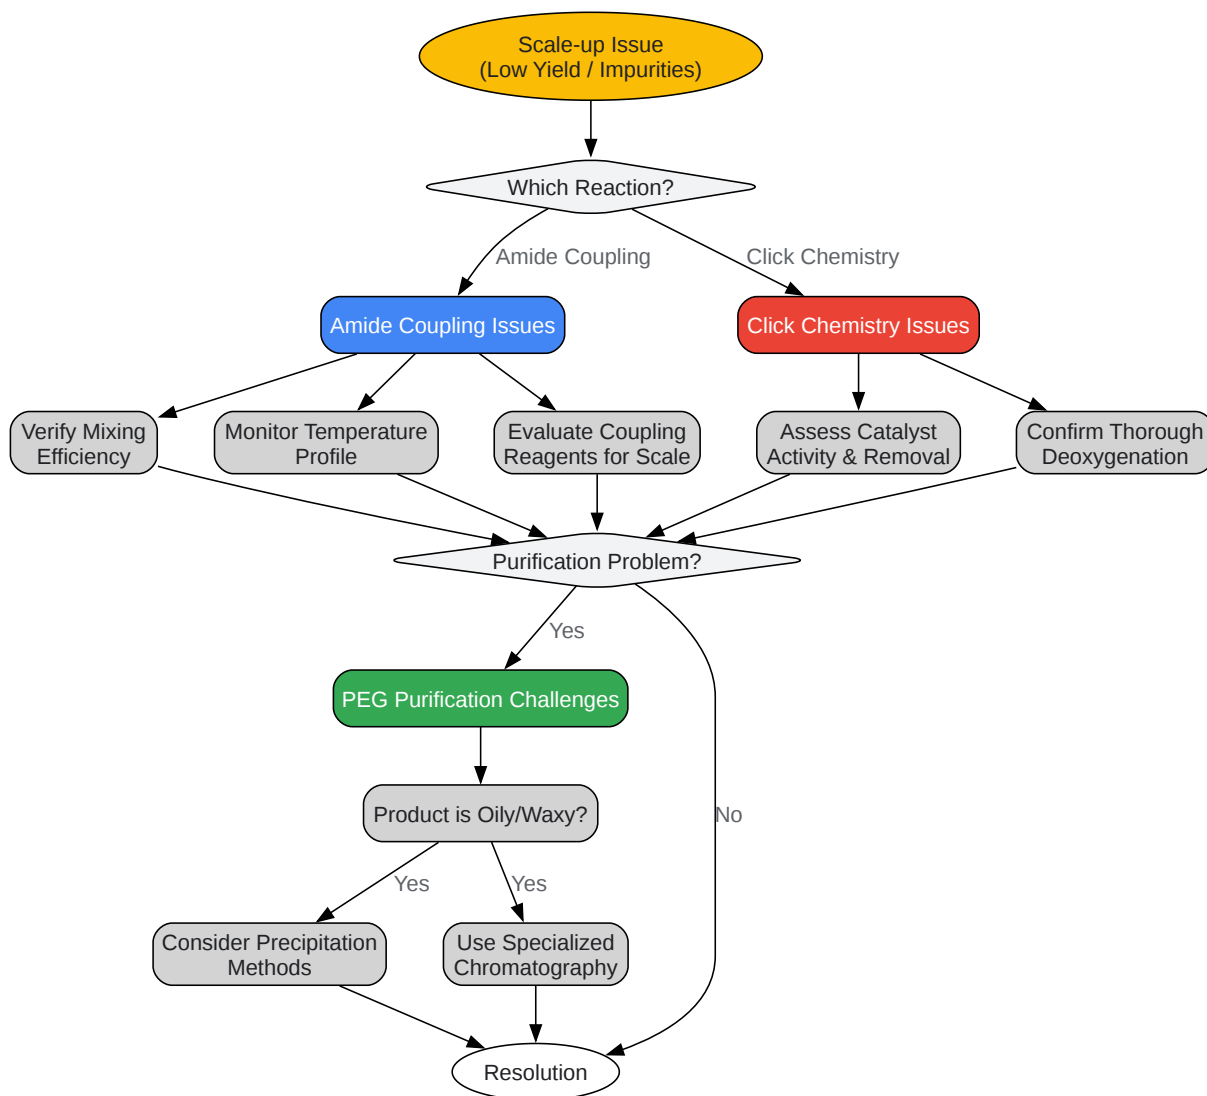 Scale-up Issue
(Low Yield / Impurities)
Which Reaction?
Amide Coupling
Click Chemistry
Amide Coupling Issues
Click Chemistry Issues
Verify Mixing
Efficiency
Monitor Temperature
Profile
Evaluate Coupling
Reagents for Scale
Assess Catalyst
Activity & Removal
Confirm Thorough
Deoxygenation
Purification Problem?
Yes
PEG Purification Challenges
Product is Oily/Waxy?
No
Yes
Yes
Consider Precipitation
Methods
Use Specialized
Chromatography
Resolution